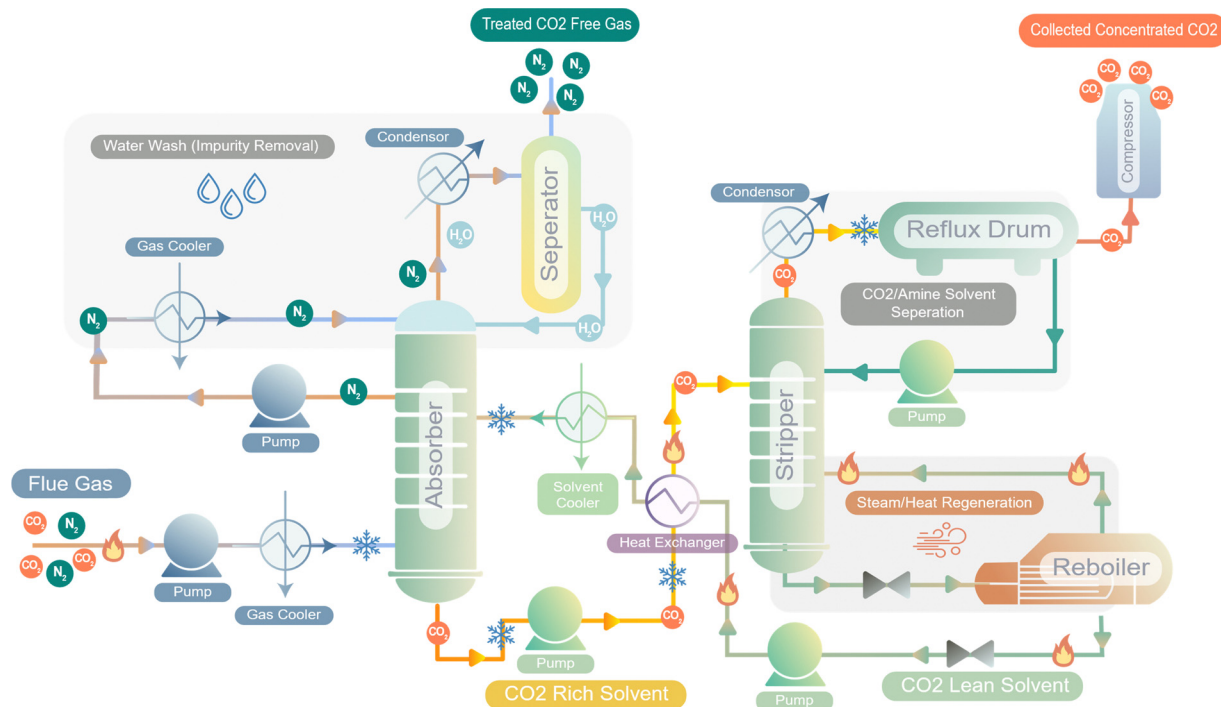 Treated CO2 Free Gas
Collected Concentrated CO2
N2
N2
N2
N2
N2
CO2
CO2
CO2
CO2
Compressor
Water Wash (Impurity Removal)
Condensor
Seperator
H2O
H2O
N2
H2O
Gas Cooler
N2
N2
Condensor
Reflux Drum
CO2
CO2
CO2/Amine Solvent
Seperation
Pump
N2
Pump
Absorber
CO2
Stripper
Flue Gas
CO2
N2
CO2
CO2
N2
Pump
Gas Cooler
Solvent
Cooler
Heat Exchanger
Steam/Heat Regeneration
Reboiler
CO2
Pump
CO2
CO2 Rich Solvent
Pump
CO2 Lean Solvent